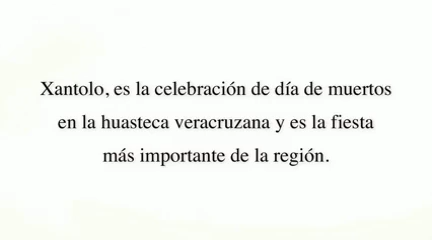 Xantolo, es la celebración de día de muertos
en la huasteca veracruzana y es la fiesta
más importante de la región.